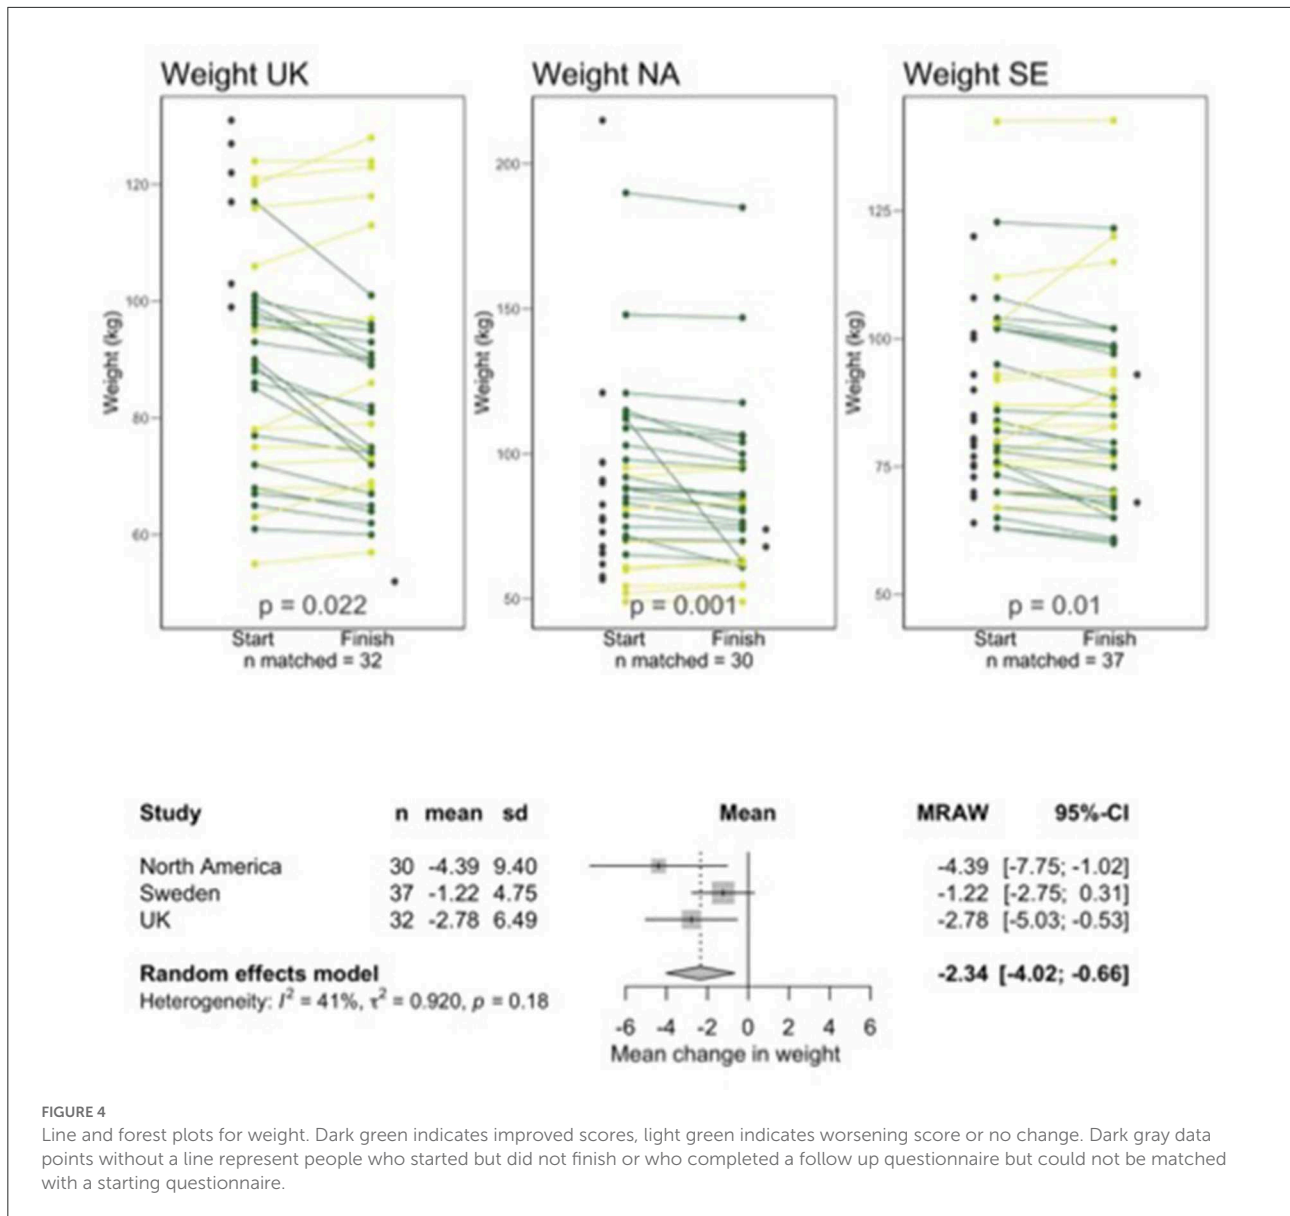 Weight UK
Weight NA
Weight SE
Weight (kg)
120
100
80
60
p = 0.022
Start Finish
n matched = 32
Weight (kg)
200
150
100
50
p = 0.001
Start Finish
n matched = 30
Weight (kg)
125
100
75
50
p = 0.01
Start Finish
n matched = 37
Study n mean sd Mean MRAW 95%-CI
North America 30 -4.39 9.40 -4.39 [-7.75; -1.02]
Sweden 37 -1.22 4.75 -1.22 [-2.75; 0.31]
UK 32 -2.78 6.49 -2.78 [-5.03; -0.53]
Random effects model -2.34 [-4.02; -0.66]
Heterogeneity: I² = 41%, τ² = 0.920, p = 0.18
-6 -4 -2 0 2 4 6
Mean change in weight
FIGURE 4
Line and forest plots for weight. Dark green indicates improved scores, light green indicates worsening score or no change. Dark gray data
points without a line represent people who started but did not finish or who completed a follow up questionnaire but could not be matched
with a starting questionnaire.